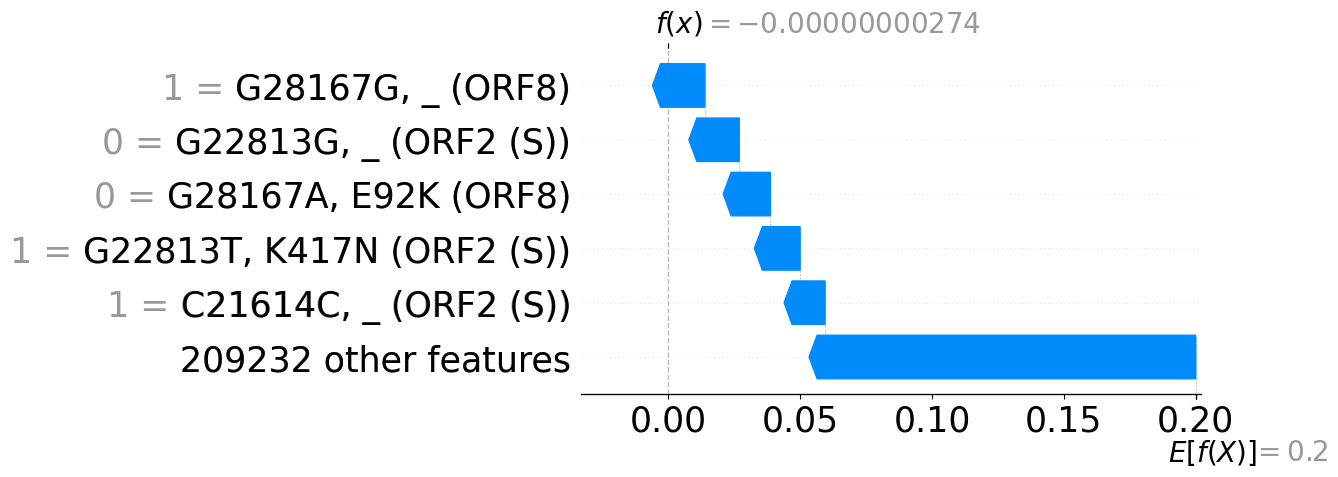 f(x) = −0.00000000274
1 = G28167G, _ (ORF8)
0 = G22813G, _ (ORF2 (S))
0 = G28167A, E92K (ORF8)
1 = G22813T, K417N (ORF2 (S))
1 = C21614C, _ (ORF2 (S))
209232 other features
0.00 0.05 0.10 0.15 0.20
E[f(X)] = 0.2